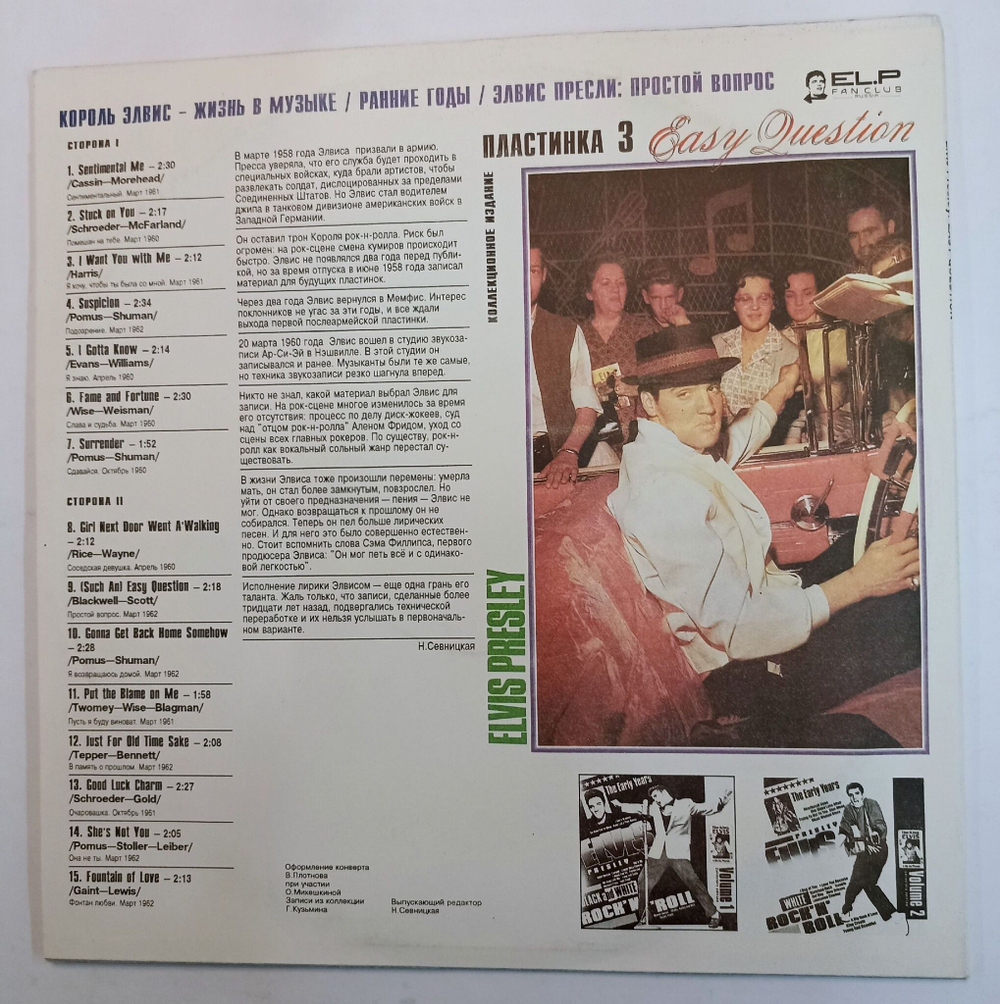 КОРОЛЬ ЭЛВИС – ЖИЗНЬ В МУЗЫКЕ / РАННИЕ ГОДЫ / ЭЛВИС ПРЕСЛИ: ПРОСТОЙ ВОПРОС
EL.P
FAN CLUB
RUSSIA
ПЛАСТИНКА 3
Easy Question
КОЛЛЕКЦИОННОЕ ИЗДАНИЕ
ELVIS PRESLEY
СТОРОНА I
1. Sentimental Me – 2:30
/Cassin—Morehead/
Сентиментальный. Март 1961
2. Stuck on You – 2:17
/Schroeder—McFarland/
Помешан на тебе. Март 1960
3. I Want You with Me – 2:12
/Harris/
Я хочу, чтобы ты была со мной. Март 1961
4. Suspicion – 2:34
/Pomus—Shuman/
Подозрение. Март 1962
5. I Gotta Know – 2:14
/Evans—Williams/
Я знаю. Апрель 1960
6. Fame and Fortune – 2:30
/Wise—Weisman/
Слава и судьба. Март 1960
7. Surrender – 1:52
/Pomus—Shuman/
Сдавайся. Октябрь 1960
СТОРОНА II
8. Girl Next Door Went A'Walking
– 2:12
/Rice—Wayne/
Соседская девушка. Апрель 1960
9. (Such An) Easy Question – 2:18
/Blackwell—Scott/
Простой вопрос. Март 1962
10. Gonna Get Back Home Somehow
– 2:28
/Pomus—Shuman/
Я возвращаюсь домой. Март 1962
11. Put the Blame on Me – 1:58
/Twomey—Wise—Blagman/
Пусть я буду виноват. Март 1961
12. Just For Old Time Sake – 2:08
/Tepper—Bennett/
В память о прошлом. Март 1962
13. Good Luck Charm – 2:27
/Schroeder—Gold/
Очаровашка. Октябрь 1961
14. She's Not You – 2:05
/Pomus—Stoller—Leiber/
Она не ты. Март 1962
15. Fountain of Love – 2:13
/Gaint—Lewis/
Фонтан любви. Март 1962
В марте 1958 года Элвиса призвали в армию.
Пресса уверяла, что его служба будет проходить в
специальных войсках, куда брали артистов, чтобы
развлекать солдат, дислоцированных за пределами
Соединенных Штатов. Но Элвис стал водителем
джипа в танковом дивизионе американских войск в
Западной Германии.
Он оставил трон Короля рок-н-ролла. Риск был
огромен: на рок-сцене смена кумиров происходит
быстро. Элвис не появлялся два года перед публи-
кой, но за время отпуска в июне 1958 года записал
материал для будущих пластинок.
Через два года Элвис вернулся в Мемфис. Интерес
поклонников не угас за эти годы, и все ждали
выхода первой послеармейской пластинки.
20 марта 1960 года Элвис вошел в студию звукоза-
писи Ар-Си-Эй в Нэшвилле. В этой студии он
записывался и ранее. Музыканты были те же самые,
но техника звукозаписи резко шагнула вперед.
Никто не знал, какой материал выбрал Элвис для
записи. На рок-сцене многое изменилось за время
его отсутствия: процесс по делу диск-жокеев, суд
над "отцом рок-н-ролла" Аленом Фридом, уход со
сцены всех главных рокеров. По существу, рок-н-
ролл как вокальный сольный жанр перестал су-
ществовать.
В жизни Элвиса тоже произошли перемены: умерла
мать, он стал более замкнутым, повзрослел. Но
уйти от своего предназначения — пения — Элвис не
мог. Однако возвращаться к прошлому он не
собирался. Теперь он пел больше лирических
песен. И для него это было совершенно естествен-
но. Стоит вспомнить слова Сэма Филлипса, первого
продюсера Элвиса: "Он мог петь всё и с одинако-
вой легкостью".
Исполнение лирики Элвисом — еще одна грань его
таланта. Жаль только, что записи, сделанные более
тридцати лет назад, подвергались технической
переработке и их нельзя услышать в первоначаль-
ном варианте.
Н.Севницкая
Оформление конверта
В.Плотнова
при участии
О.Михешкиной
Записи из коллекции
Г.Кузьмина
Выпускающий редактор
Н.Севницкая
The Early Years
ELVIS
PRESLEY
WHITE
ROCK'N'
ROLL
Volume 1
The Early Years
PRESLEY
ELVIS
WHITE
ROCK'N'
ROLL
Volume 2